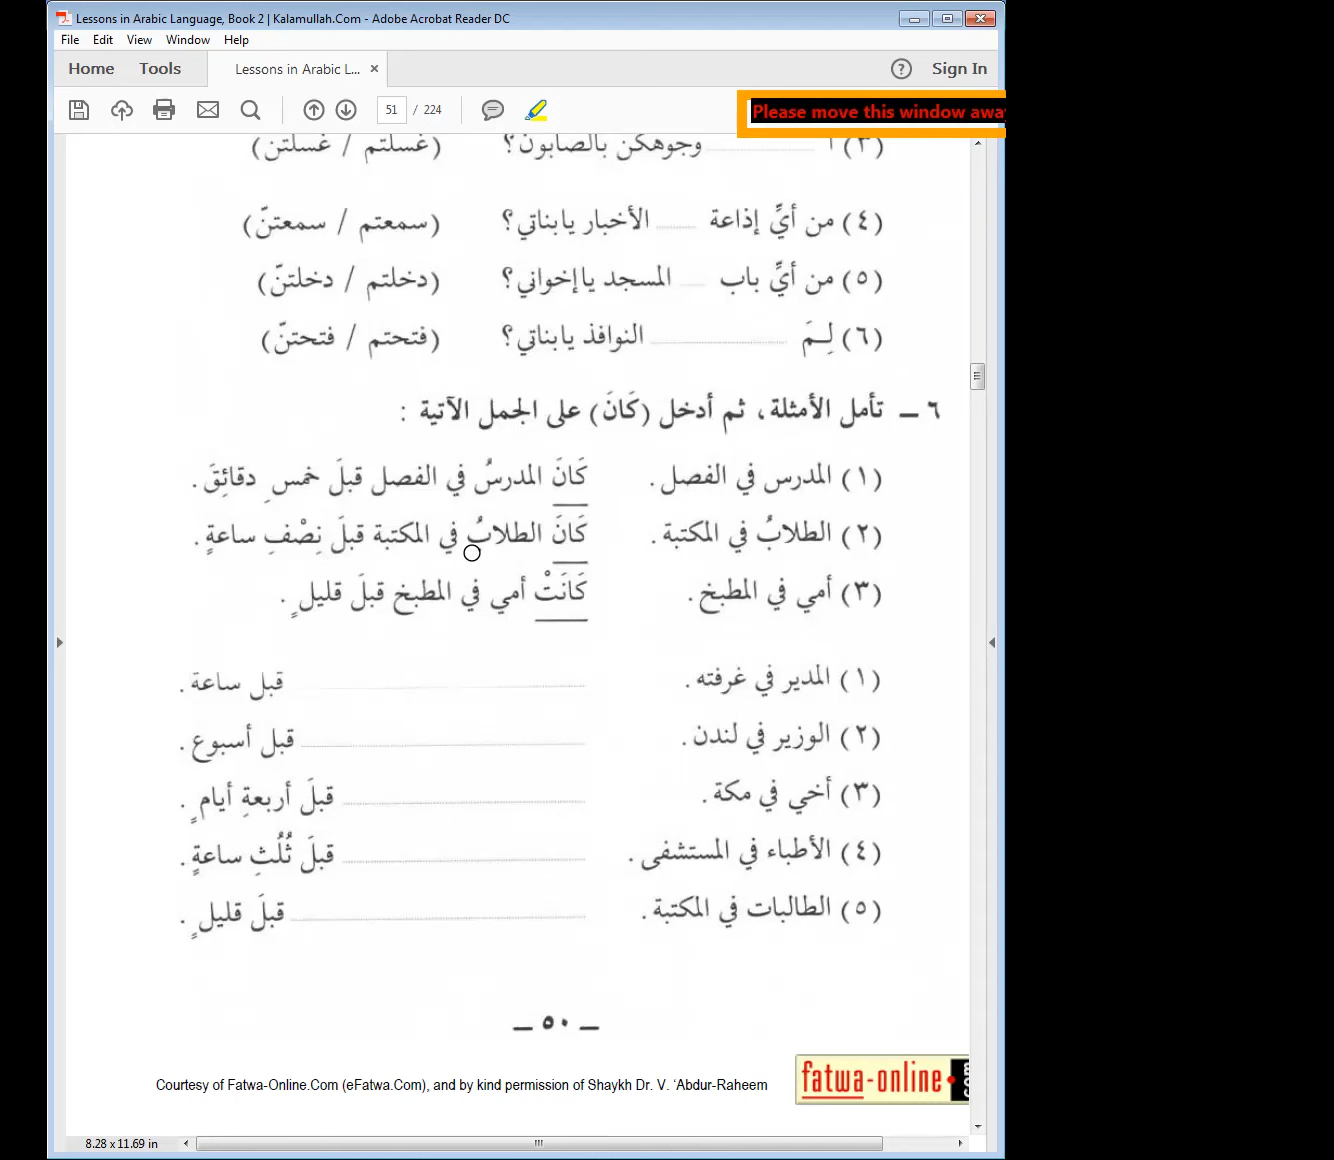 Lessons in Arabic Language, Book 2 | Kalamullah.Com - Adobe Acrobat Reader DC
File Edit View Window Help
Home Tools Lessons in Arabic L... × ? Sign In
51 / 224
Please move this window awa
(٣) أ وجوهكن بالصابون؟ (غسلتم / غسلتن)
(٤) من أيِّ إذاعة الأخبار يابناتي؟ (سمعتم / سمعتنّ)
(٥) من أيِّ باب المسجد ياإخواني؟ (دخلتم / دخلتنّ)
(٦) لِـمَ النوافذ يابناتي؟ (فتحتم / فتحتنّ)
٦ ــ تأمل الأمثلة، ثم أدخل (كَانَ) على الجمل الآتية :
(١) المدرس في الفصل . كَانَ المدرسُ في الفصل قبلَ خمسِ دقائِقَ .
(٢) الطلابُ في المكتبة . كَانَ الطلابُ في المكتبة قبلَ نِصْفِ ساعةٍ .
(٣) أمي في المطبخ . كَانَتْ أمي في المطبخ قبلَ قليلٍ .
(١) المدير في غرفته . قبل ساعة .
(٢) الوزير في لندن . قبل أسبوع .
(٣) أخي في مكة . قبلَ أربعةِ أيامٍ .
(٤) الأطباء في المستشفى . قبلَ ثُلُثِ ساعةٍ .
(٥) الطالبات في المكتبة . قبلَ قليلٍ .
ــ ٥٠ ــ
Courtesy of Fatwa-Online.Com (eFatwa.Com), and by kind permission of Shaykh Dr. V. ‘Abdur-Raheem
fatwa-online.com
8.28 x 11.69 in